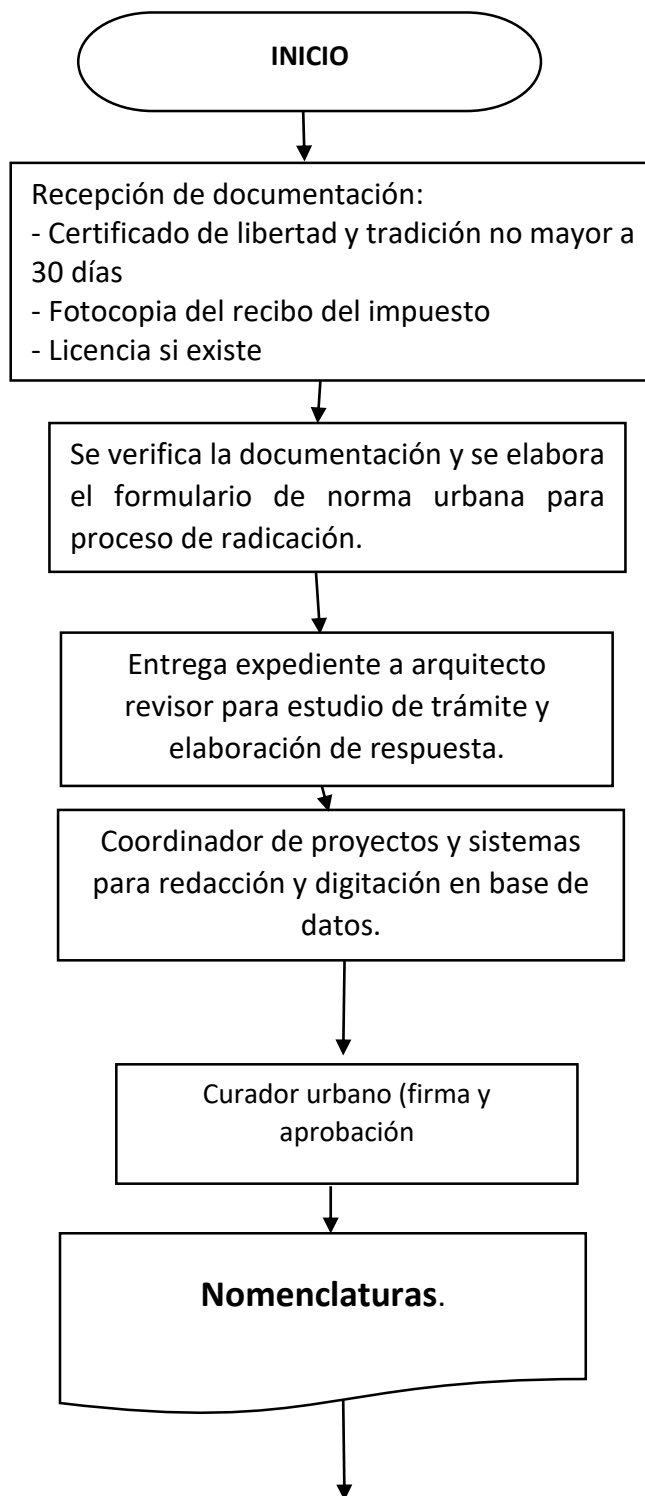 INICIO
Recepción de documentación:
- Certificado de libertad y tradición no mayor a
30 días
- Fotocopia del recibo del impuesto
- Licencia si existe
Se verifica la documentación y se elabora
el formulario de norma urbana para
proceso de radicación.
Entrega expediente a arquitecto
revisor para estudio de trámite y
elaboración de respuesta.
Coordinador de proyectos y sistemas
para redacción y digitación en base de
datos.
Curador urbano (firma y
aprobación
Nomenclaturas.